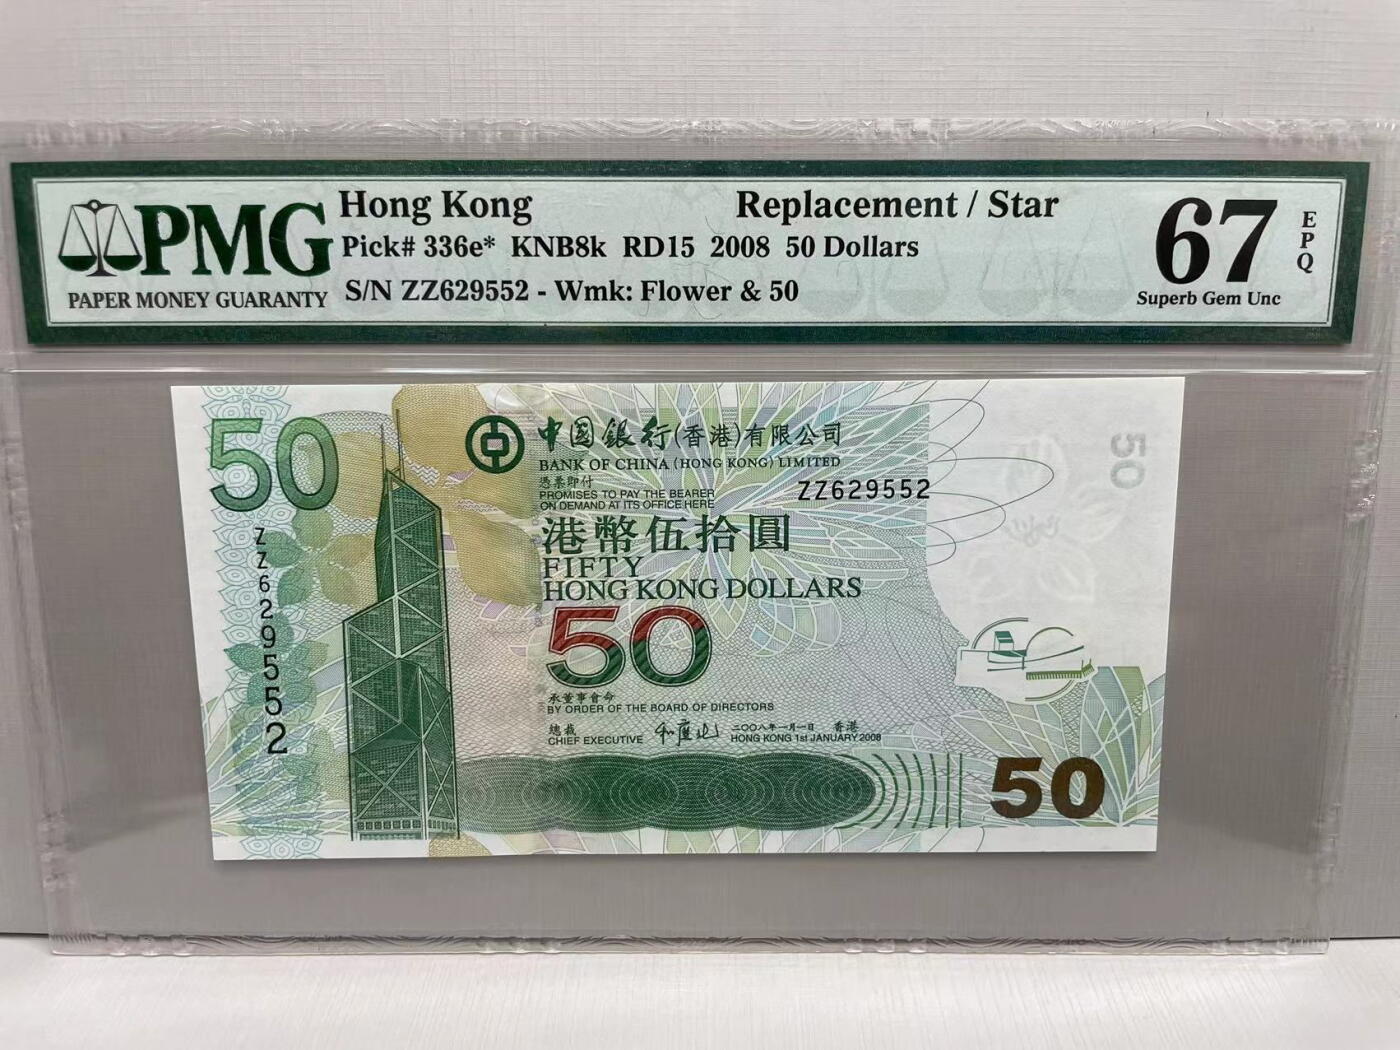 PMG
PAPER MONEY GUARANTY
Hong Kong
Replacement / Star
Pick# 336e* KNB8k RD15 2008 50 Dollars
S/N ZZ629552 - Wmk: Flower & 50
67
EPQ
Superb Gem Unc
50
中國銀行(香港)有限公司
BANK OF CHINA (HONG KONG) LIMITED
憑票即付
PROMISES TO PAY THE BEARER
ON DEMAND AT ITS OFFICE HERE
ZZ629552
港幣伍拾圓
FIFTY
HONG KONG DOLLARS
50
ZZ629552
承董事會命
BY ORDER OF THE BOARD OF DIRECTORS
總裁
CHIEF EXECUTIVE 和廣北
二〇〇八年一月一日 香港
HONG KONG 1st JANUARY 2008
50
50